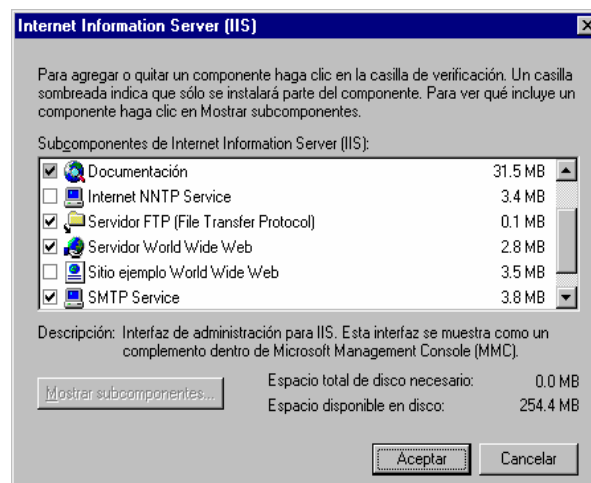 Internet Information Server (IIS)
Para agregar o quitar un componente haga clic en la casilla de verificación. Un casilla
sombreada indica que sólo se instalará parte del componente. Para ver qué incluye un
componente haga clic en Mostrar subcomponentes.
Subcomponentes de Internet Information Server (IIS):
Documentación 31.5 MB
Internet NNTP Service 3.4 MB
Servidor FTP (File Transfer Protocol) 0.1 MB
Servidor World Wide Web 2.8 MB
Sitio ejemplo World Wide Web 3.5 MB
SMTP Service 3.8 MB
Descripción: Interfaz de administración para IIS. Esta interfaz se muestra como un
complemento dentro de Microsoft Management Console (MMC).
Mostrar subcomponentes...
Espacio total de disco necesario: 0.0 MB
Espacio disponible en disco: 254.4 MB
Aceptar Cancelar